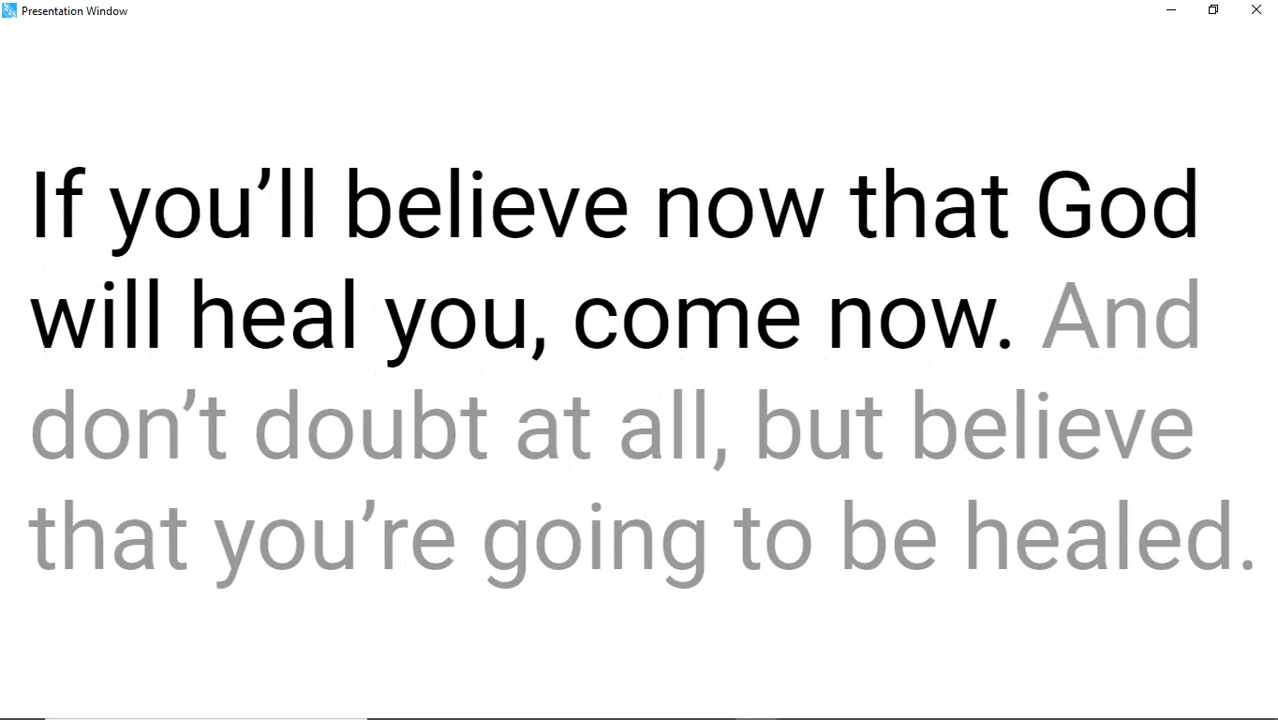 Presentation Window
If you’ll believe now that God
will heal you, come now. And
don’t doubt at all, but believe
that you’re going to be healed.